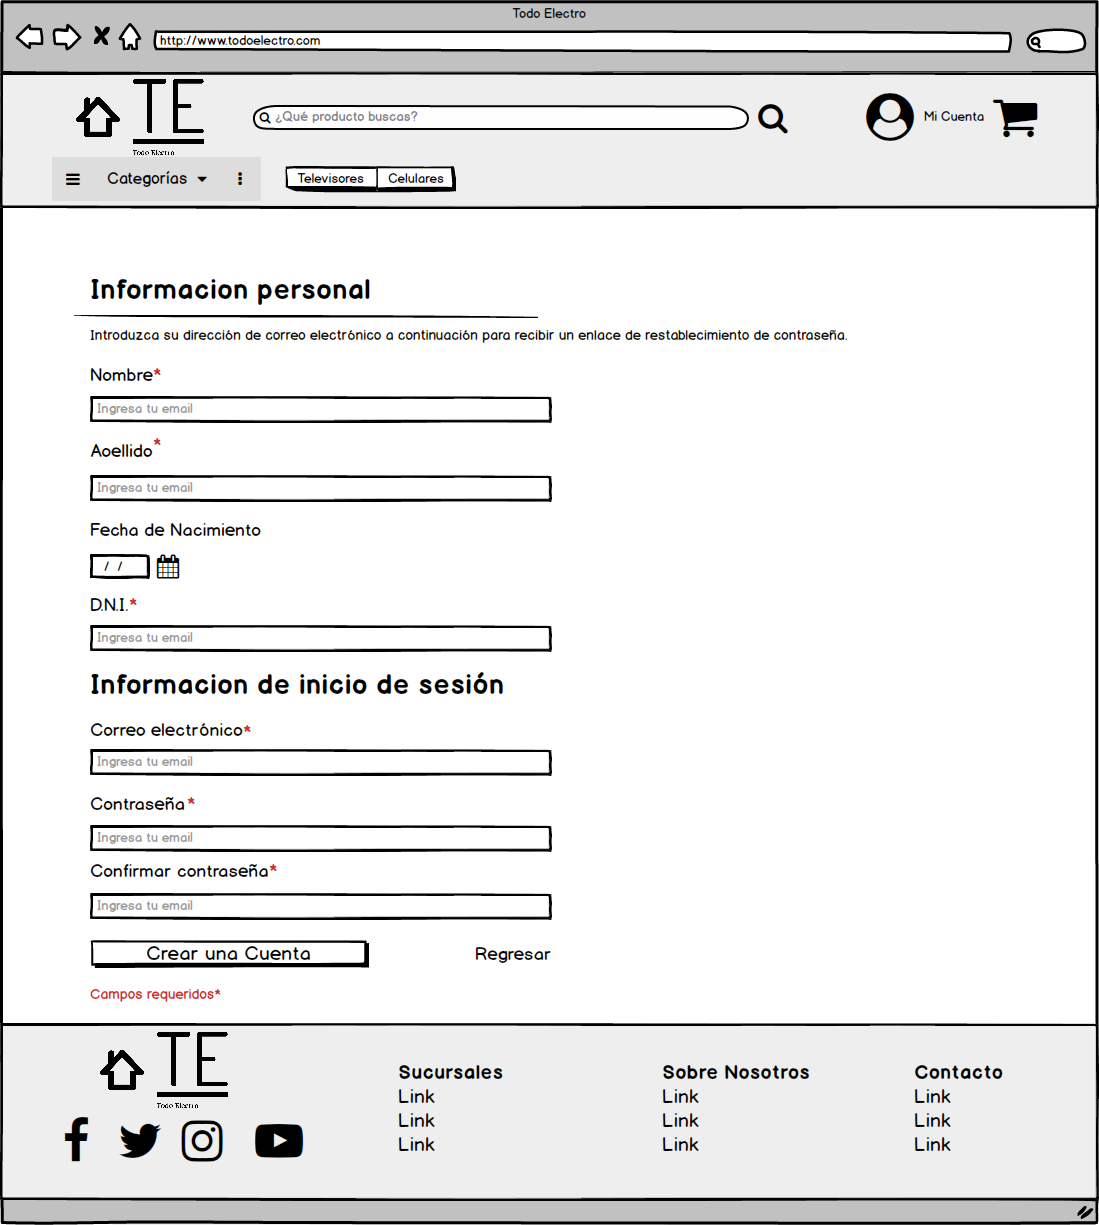 Todo Electro
http://www.todoelectro.com
TE
Todo Electro
¿Qué producto buscas?
Mi Cuenta
Categorías
Televisores
Celulares
Informacion personal
Introduzca su dirección de correo electrónico a continuación para recibir un enlace de restablecimiento de contraseña.
Nombre*
Ingresa tu email
Aoellido*
Ingresa tu email
Fecha de Nacimiento
/ /
D.N.I.*
Ingresa tu email
Informacion de inicio de sesión
Correo electrónico*
Ingresa tu email
Contraseña*
Ingresa tu email
Confirmar contraseña*
Ingresa tu email
Crear una Cuenta
Regresar
Campos requeridos*
TE
Todo Electro
Sucursales
Link
Link
Link
Sobre Nosotros
Link
Link
Link
Contacto
Link
Link
Link